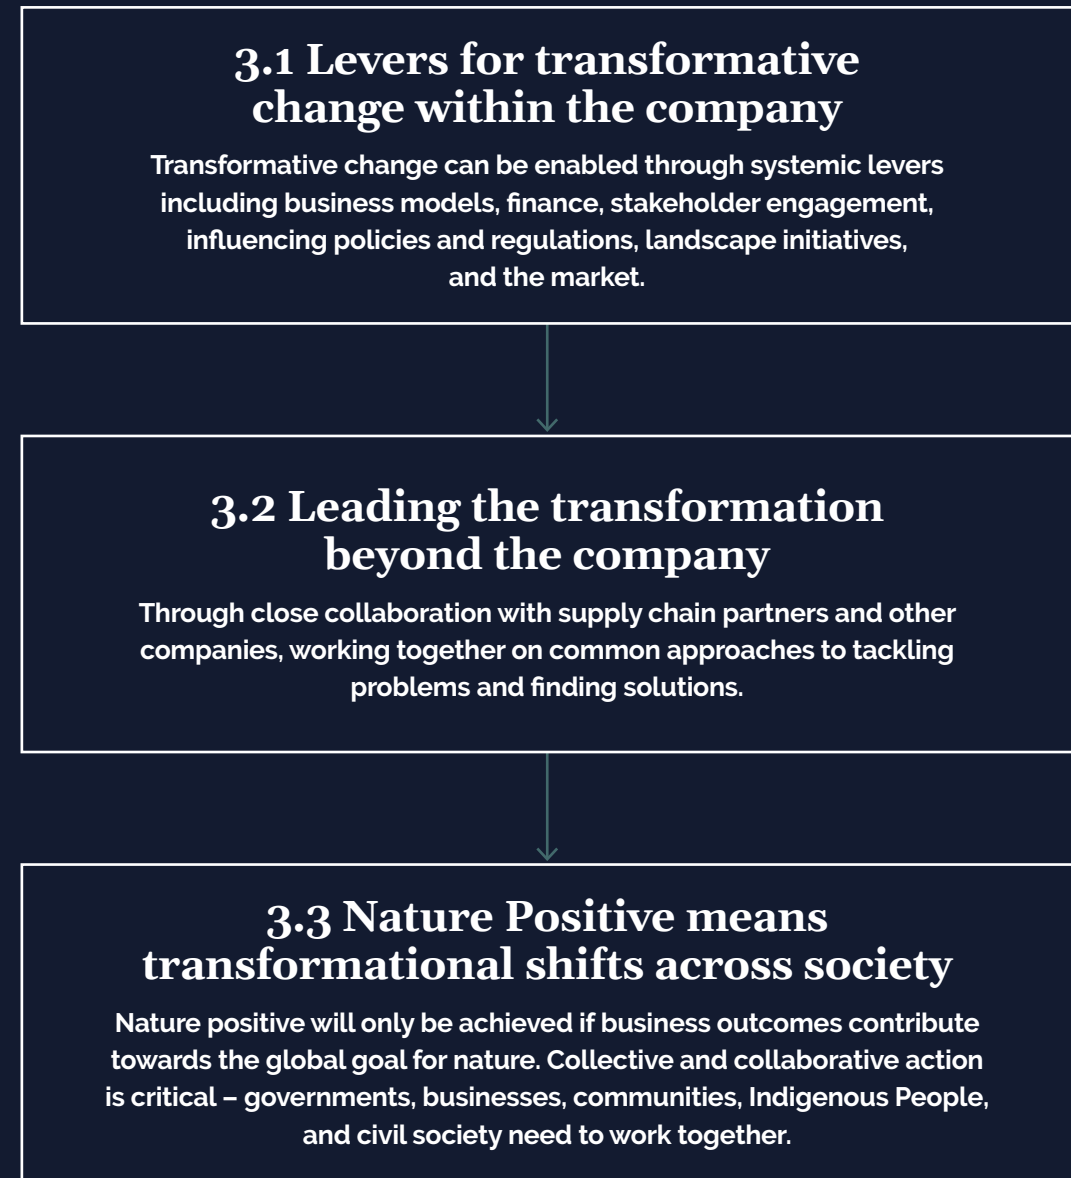 3.1 Levers for transformative
change within the company
Transformative change can be enabled through systemic levers
including business models, finance, stakeholder engagement,
influencing policies and regulations, landscape initiatives,
and the market.
3.2 Leading the transformation
beyond the company
Through close collaboration with supply chain partners and other
companies, working together on common approaches to tackling
problems and finding solutions.
3.3 Nature Positive means
transformational shifts across society
Nature positive will only be achieved if business outcomes contribute
towards the global goal for nature. Collective and collaborative action
is critical – governments, businesses, communities, Indigenous People,
and civil society need to work together.